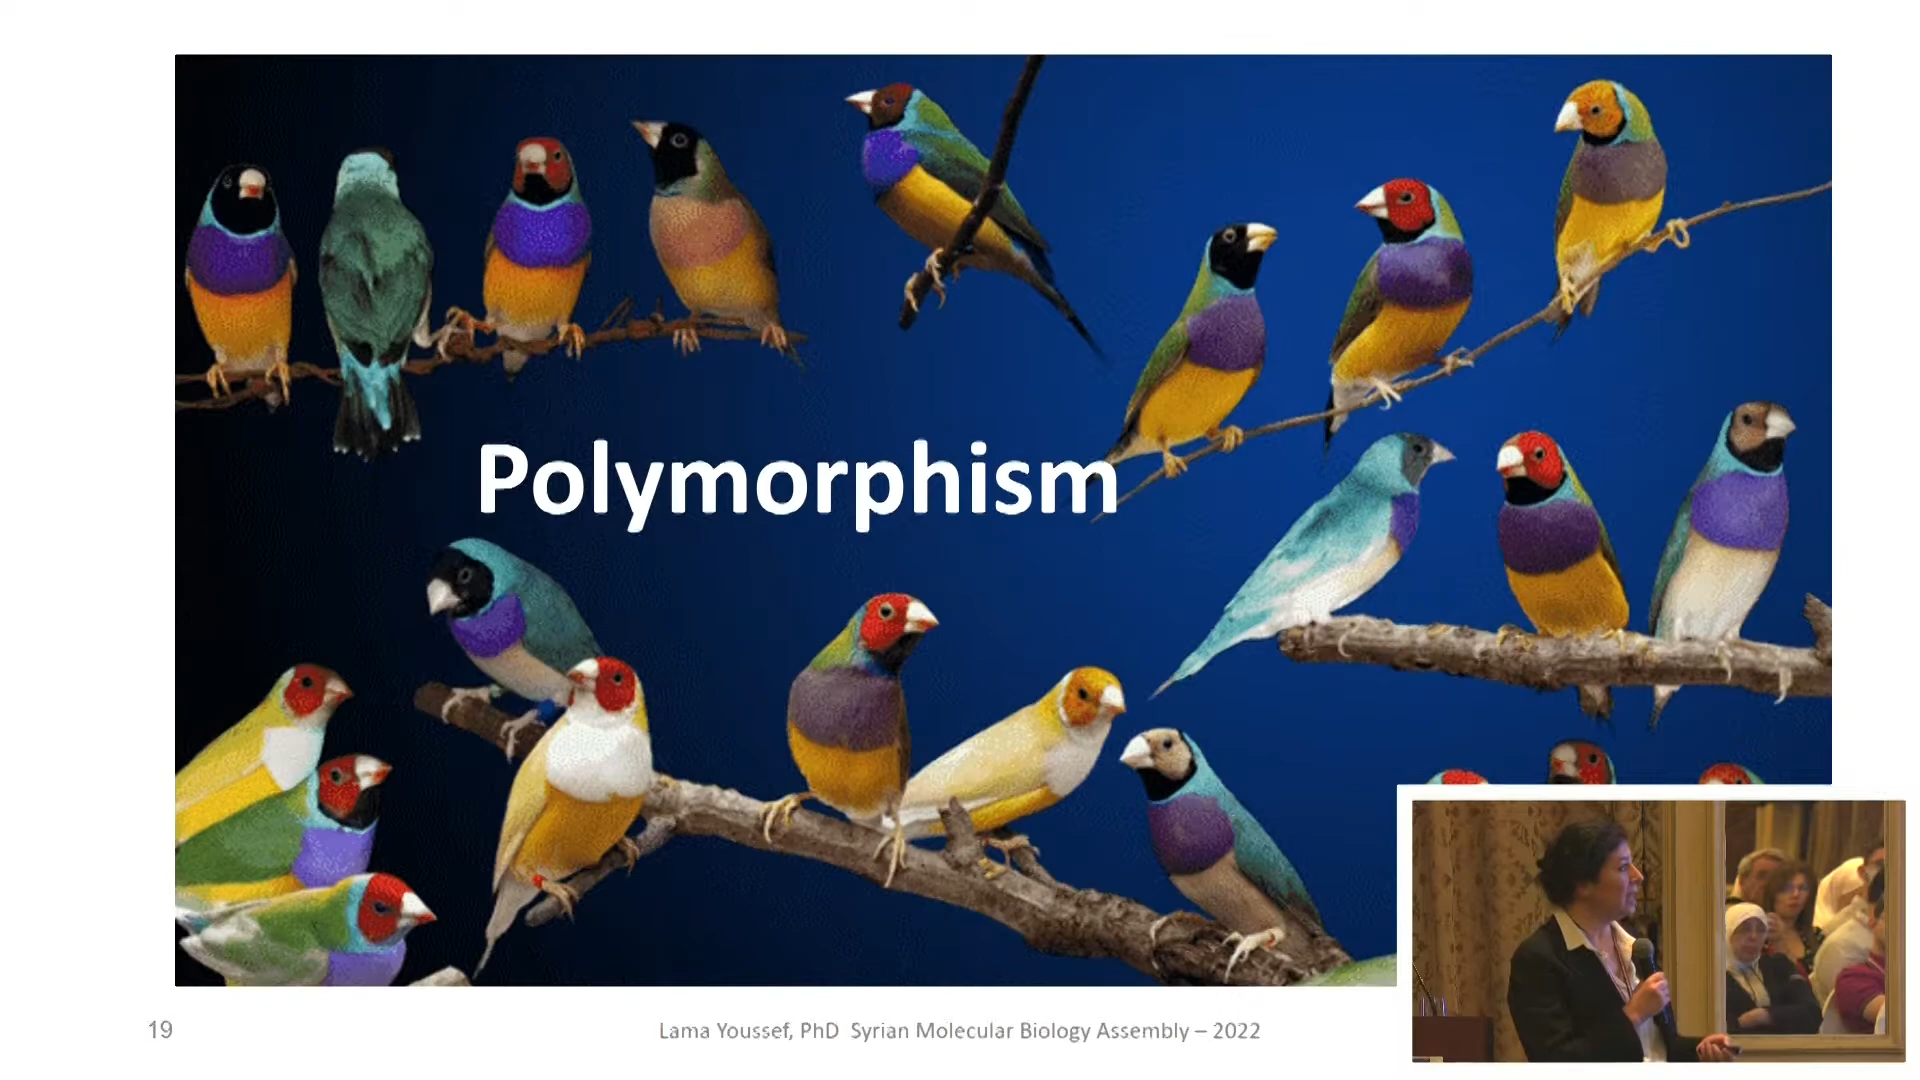 Polymorphism
19
Lama Youssef, PhD Syrian Molecular Biology Assembly – 2022